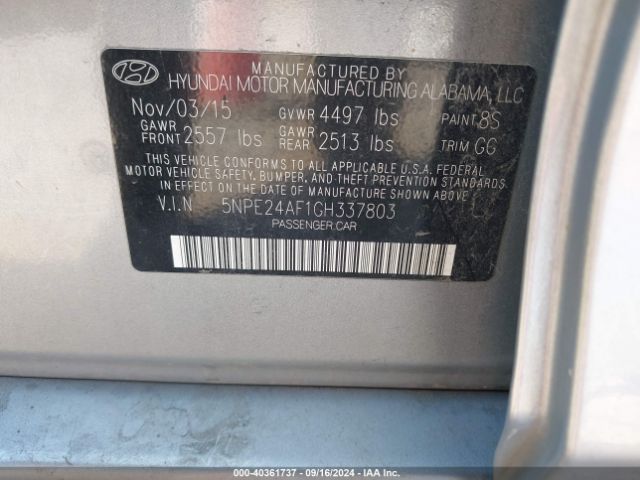 MANUFACTURED BY
HYUNDAI MOTOR MANUFACTURING ALABAMA, LLC
Nov/03/15 GVWR 4497 lbs PAINT 8S
GAWR FRONT 2557 lbs GAWR REAR 2513 lbs TRIM GG
THIS VEHICLE CONFORMS TO ALL APPLICABLE U.S.A. FEDERAL
MOTOR VEHICLE SAFETY, BUMPER, AND THEFT PREVENTION STANDARDS
IN EFFECT ON THE DATE OF MANUFACTURE SHOWN ABOVE.
V.I.N 5NPE24AF1GH337803
PASSENGER CAR
000-40361737 - 09/16/2024 - IAA Inc.